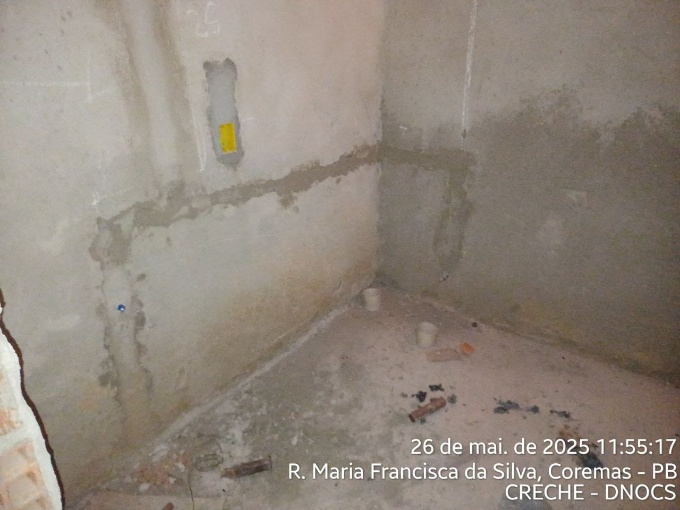 26 de mai. de 2025 11:55:17
R. Maria Francisca da Silva, Coremas - PB
CRECHE - DNOCS